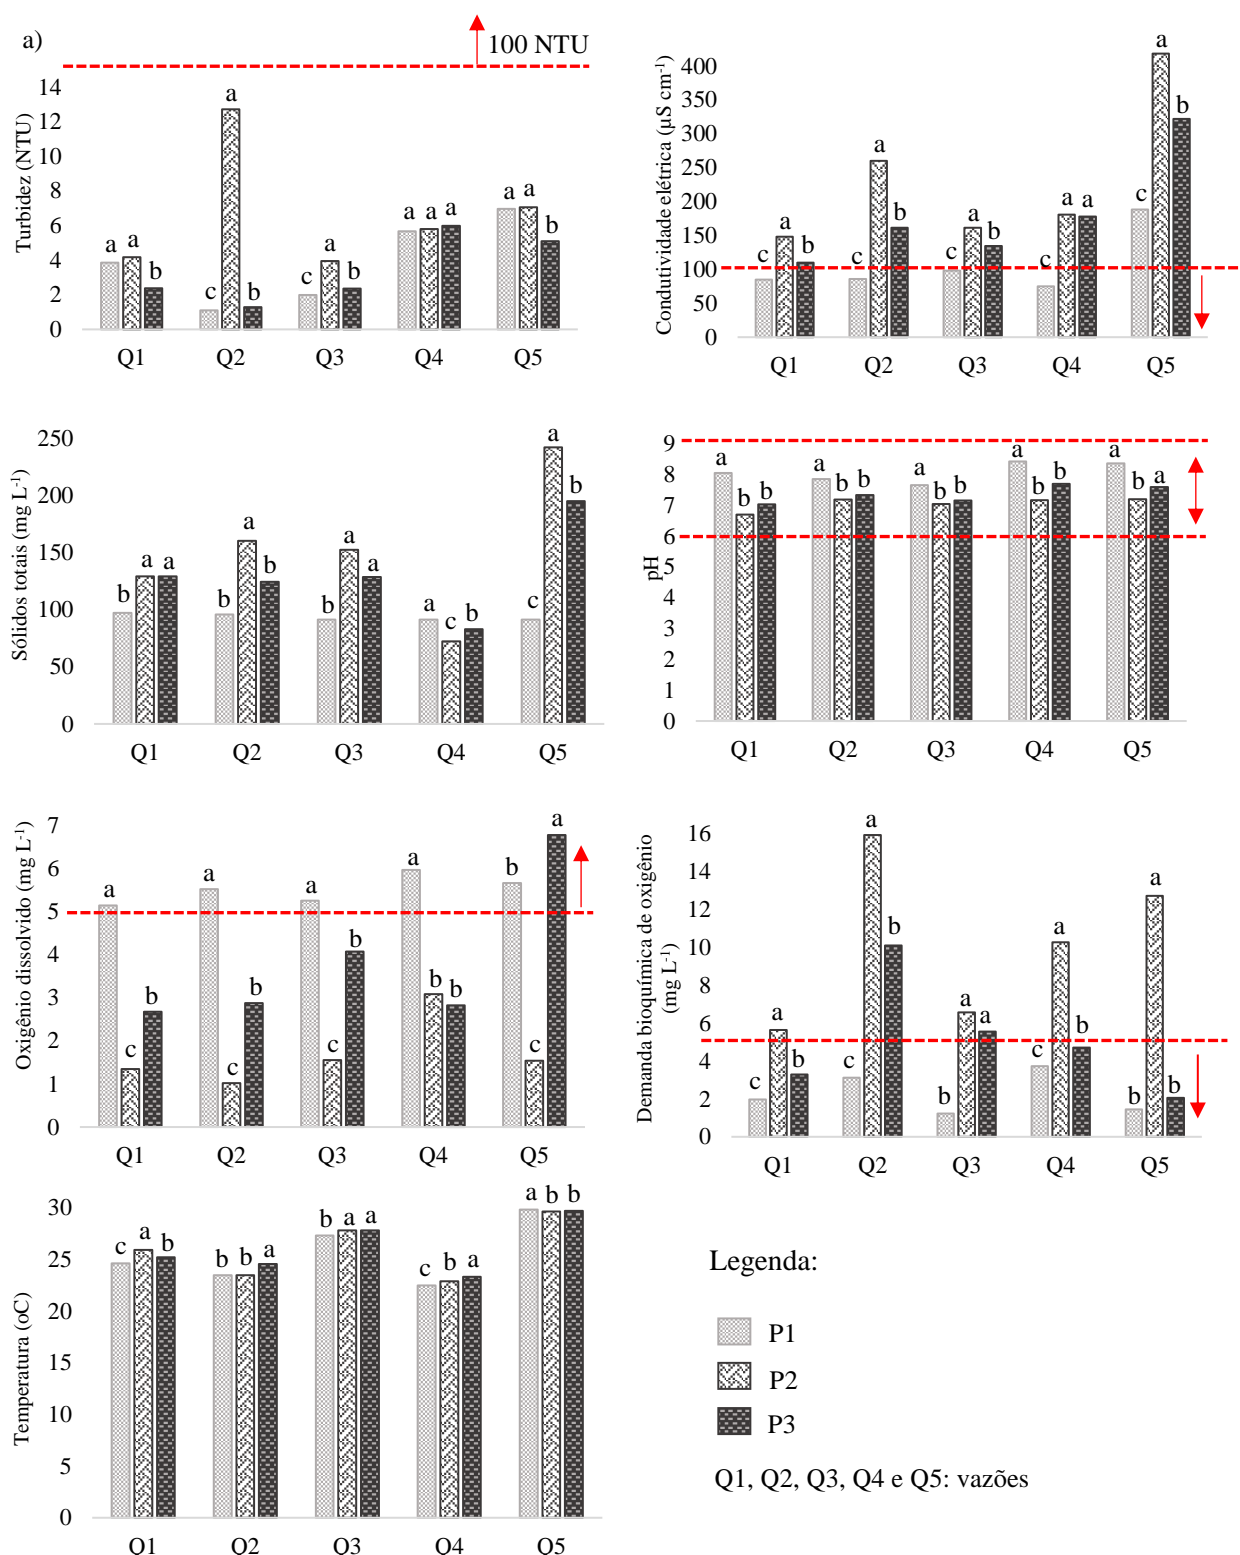 a)
100 NTU
Turbidez (NTU)
14
12
10
8
6
4
2
0
a a b
c a b
c a b
a a a
a a b
Q1 Q2 Q3 Q4 Q5
Condutividade elétrica (µS cm-1)
400
350
300
250
200
150
100
50
0
c a b
c a b
c a b
c a a
c a b
Q1 Q2 Q3 Q4 Q5
Sólidos totais (mg L-1)
250
200
150
100
50
0
b a a
b a b
b a b
a c b
c a b
Q1 Q2 Q3 Q4 Q5
pH
9
8
7
6
5
4
3
2
1
0
a b b
a b b
a b b
a b b
a b a
Q1 Q2 Q3 Q4 Q5
Oxigênio dissolvido (mg L-1)
7
6
5
4
3
2
1
0
a c b
a c b
a c b
a b b
b c a
Q1 Q2 Q3 Q4 Q5
Demanda bioquímica de oxigênio
(mg L-1)
16
14
12
10
8
6
4
2
0
c a b
c a b
b a a
c a b
b a b
Q1 Q2 Q3 Q4 Q5
Temperatura (oC)
30
25
20
15
10
5
0
c a b
b b a
b a a
c b a
a b b
Q1 Q2 Q3 Q4 Q5
Legenda:
P1
P2
P3
Q1, Q2, Q3, Q4 e Q5: vazões